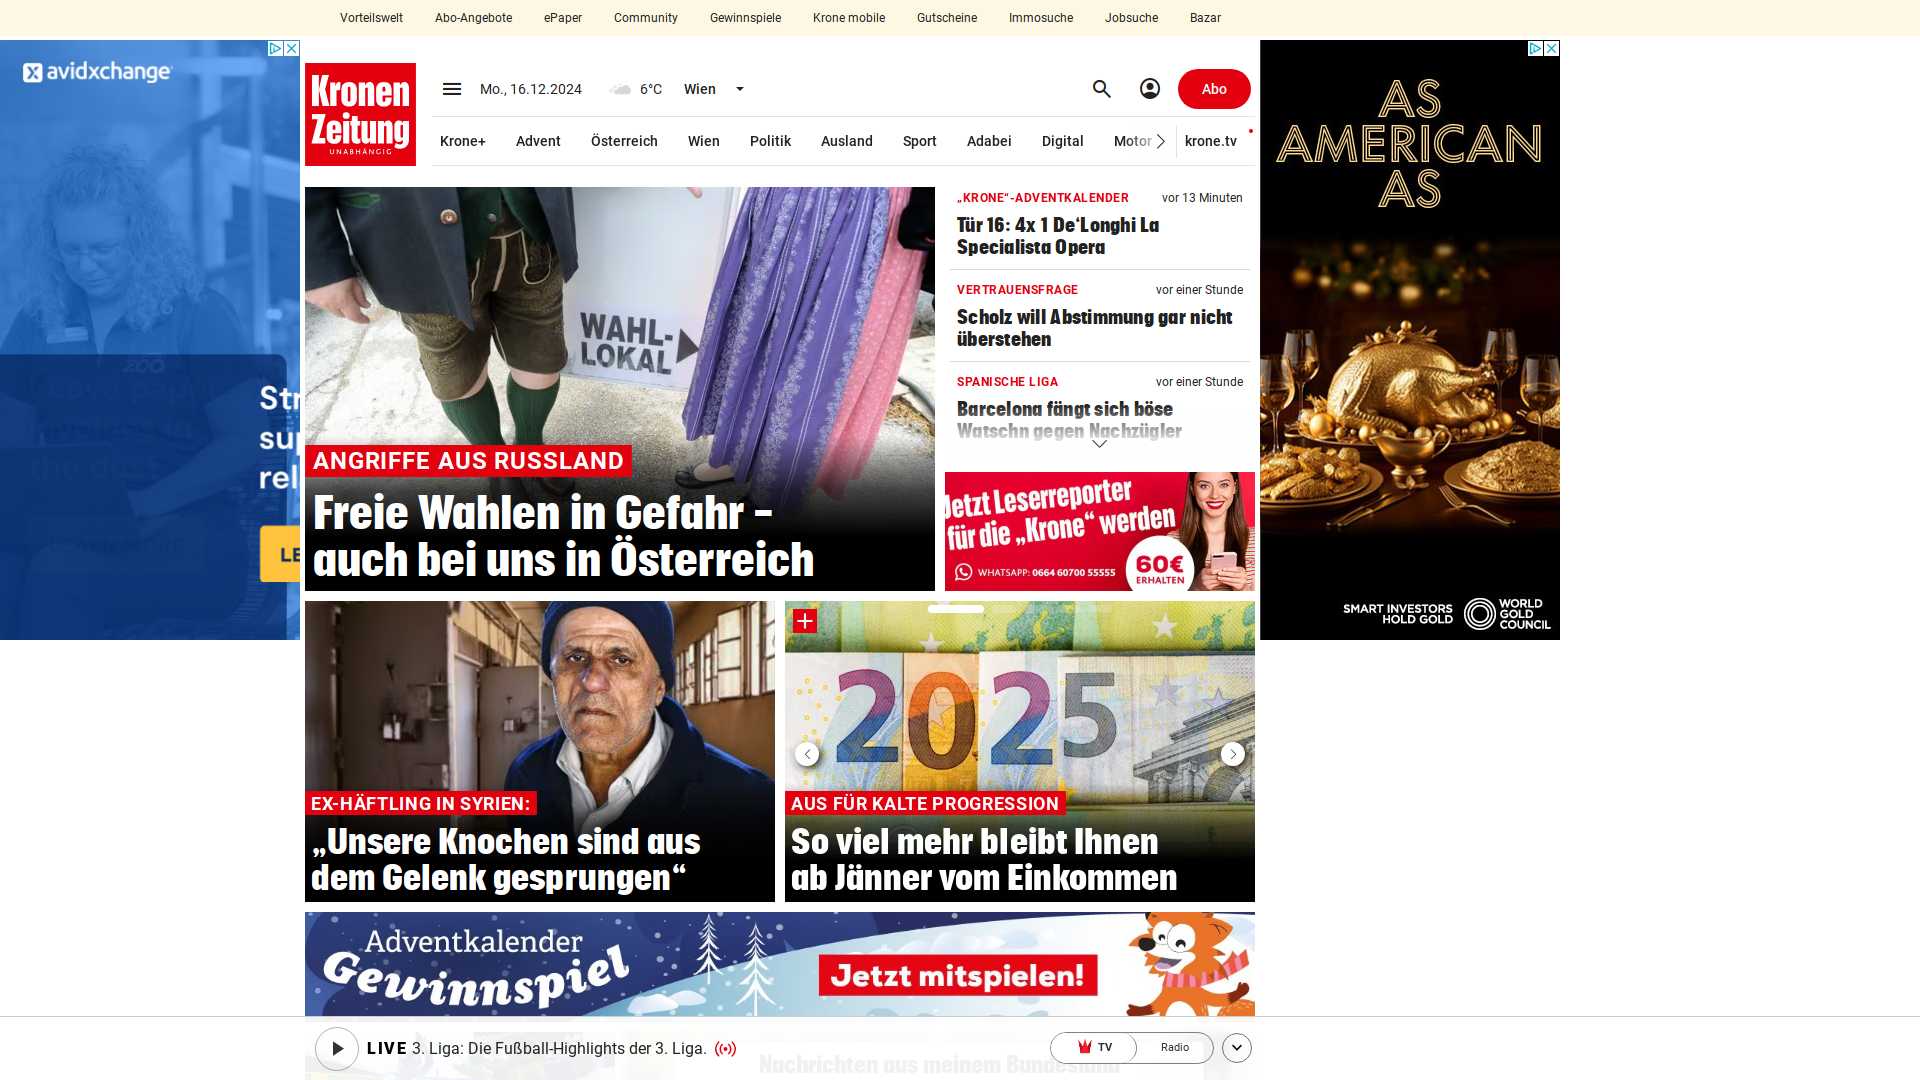 Vorteilswelt Abo-Angebote ePaper Community Gewinnspiele Krone mobile Gutscheine Immosuche Jobsuche Bazar
avidxchange
Kronen
Zeitung
UNABHÄNGIG
Mo., 16.12.2024 6°C Wien
Abo
Krone+ Advent Österreich Wien Politik Ausland Sport Adabei Digital Motor krone.tv
WAHL-
LOKAL
ANGRIFFE AUS RUSSLAND
Freie Wahlen in Gefahr –
auch bei uns in Österreich
„KRONE“-ADVENTKALENDER vor 13 Minuten
Tür 16: 4x 1 De‘Longhi La
Specialista Opera
VERTRAUENSFRAGE vor einer Stunde
Scholz will Abstimmung gar nicht
überstehen
SPANISCHE LIGA vor einer Stunde
Barcelona fängt sich böse
Watschn gegen Nachzügler
Jetzt Leserreporter
für die „Krone“ werden
WHATSAPP: 0664 60700 55555
60€
ERHALTEN
AS
AMERICAN
AS
SMART INVESTORS
HOLD GOLD
WORLD
GOLD
COUNCIL
ZOO
Str
sup
rel
LE
EX-HÄFTLING IN SYRIEN:
„Unsere Knochen sind aus
dem Gelenk gesprungen“
2025
AUS FÜR KALTE PROGRESSION
So viel mehr bleibt Ihnen
ab Jänner vom Einkommen
Adventkalender
Gewinnspiel
Jetzt mitspielen!
LIVE 3. Liga: Die Fußball-Highlights der 3. Liga.
TV Radio
Nachrichten aus meinem Bundesland